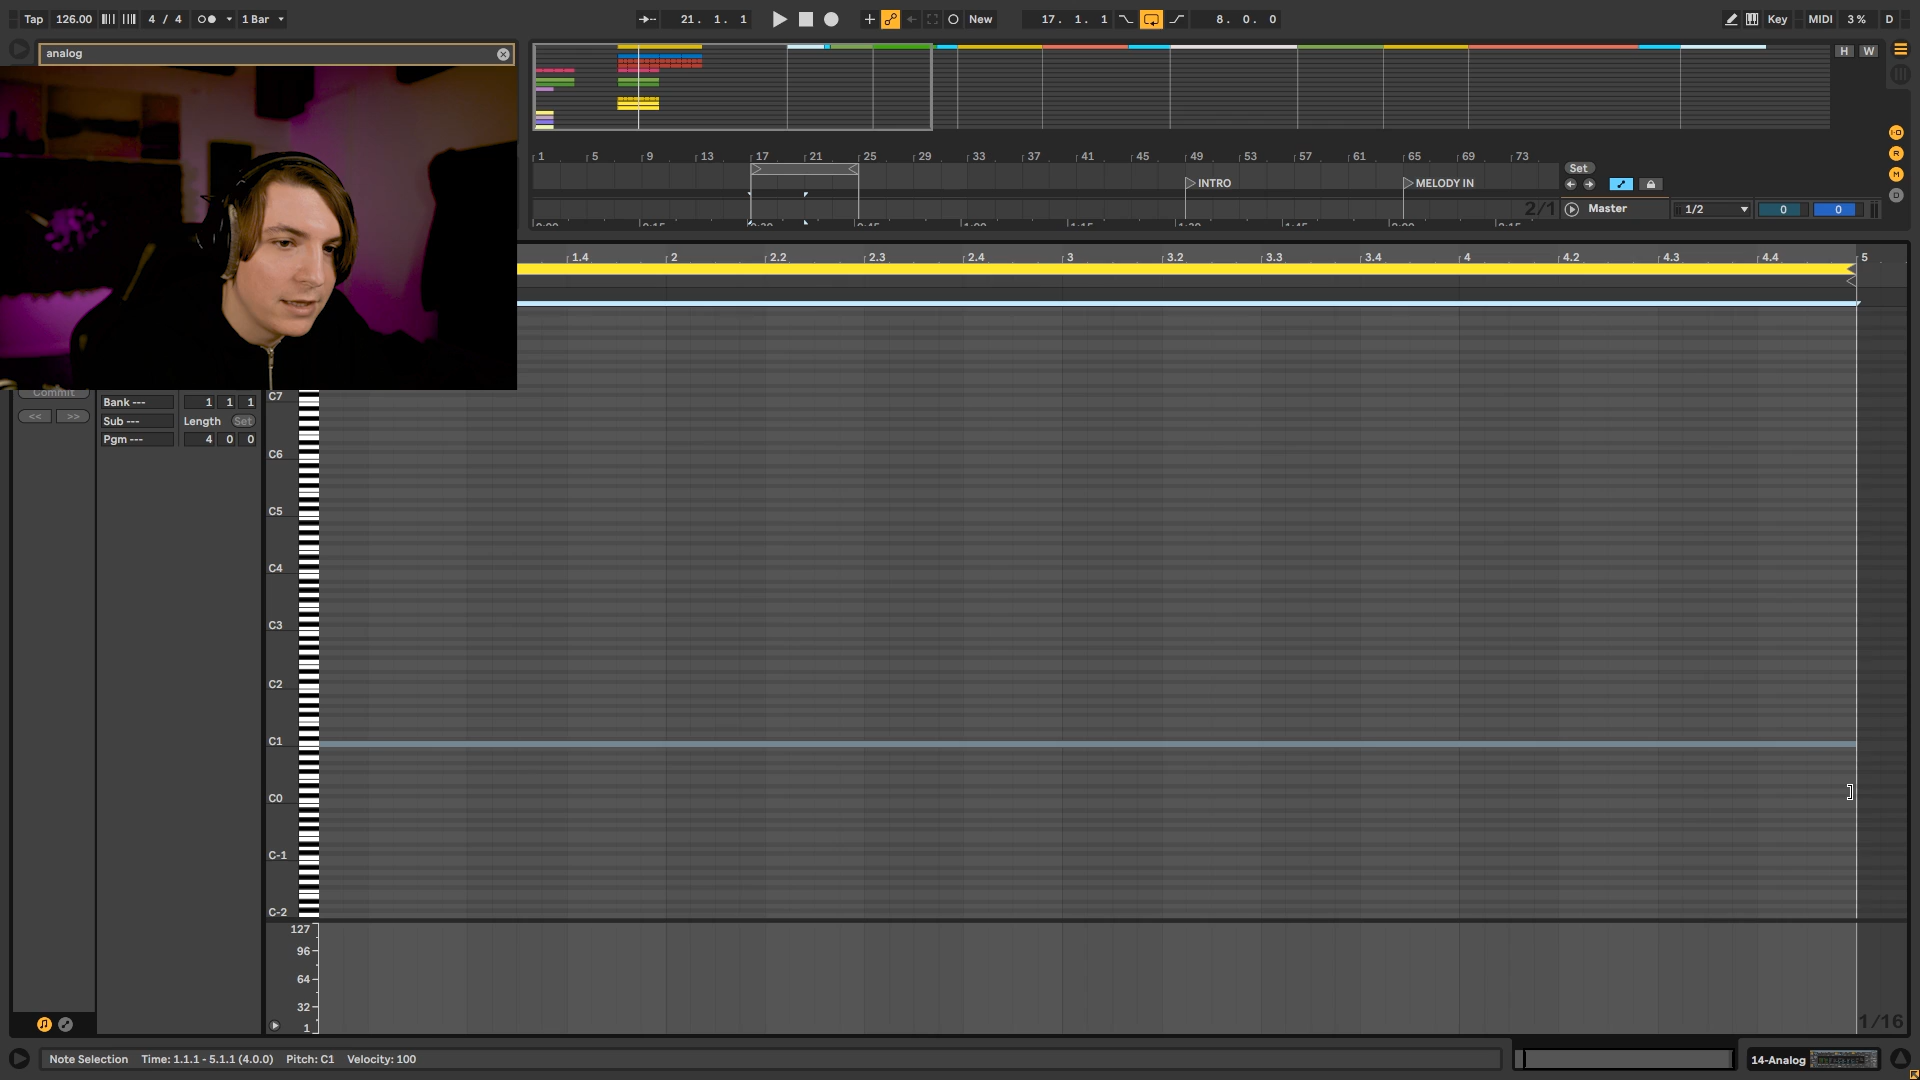 Tap 126.00 4 / 4 1 Bar 21. 1. 1 New 17. 1. 1 8. 0. 0 Key MIDI 3 % D
analog
H W
1 5 9 13 17 21 25 29 33 37 41 45 49 53 57 61 65 69 73 Set
INTRO MELODY IN
2/1 Master 1/2 0 0
1.4 2 2.2 2.3 2.4 3 3.2 3.3 3.4 4 4.2 4.3 4.4 5
Commit
<< >>
Bank --- 1 1 1
Sub --- Length Set
Pgm --- 4 0 0
C7
C6
C5
C4
C3
C2
C1
C0
C-1
C-2
127
96
64
32
1
1/16
Note Selection Time: 1.1.1 - 5.1.1 (4.0.0) Pitch: C1 Velocity: 100 14-Analog